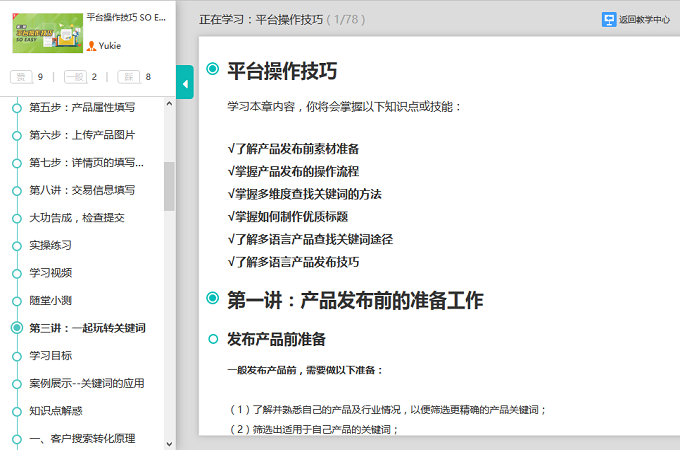 平台操作技巧 SO E...
平台操作技巧
SO EASY
Yukie
赞 9 | 一般 2 | 踩 8
第五步：产品属性填写
第六步：上传产品图片
第七步：详情页的填写...
第八讲：交易信息填写
大功告成，检查提交
实操练习
学习视频
随堂小测
第三讲：一起玩转关键词
学习目标
案例展示--关键词的应用
知识点解惑
一、客户搜索转化原理
正在学习：平台操作技巧（1/78）
返回教学中心
平台操作技巧
学习本章内容，你将会掌握以下知识点或技能：
√了解产品发布前素材准备
√掌握产品发布的操作流程
√掌握多维度查找关键词的方法
√掌握如何制作优质标题
√了解多语言产品查找关键词途径
√了解多语言产品发布技巧
第一讲：产品发布前的准备工作
发布产品前准备
一般发布产品前，需要做以下准备：
（1）了解并熟悉自己的产品及行业情况，以便筛选更精确的产品关键词；
（2）筛选出适用于自己产品的关键词；